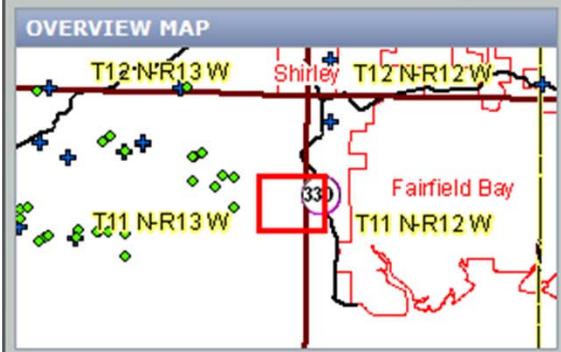 OVERVIEW MAP
T12 N-R13 W
Shirley
T12 N-R12 W
330
Fairfield Bay
T11 N-R13 W
T11 N-R12 W